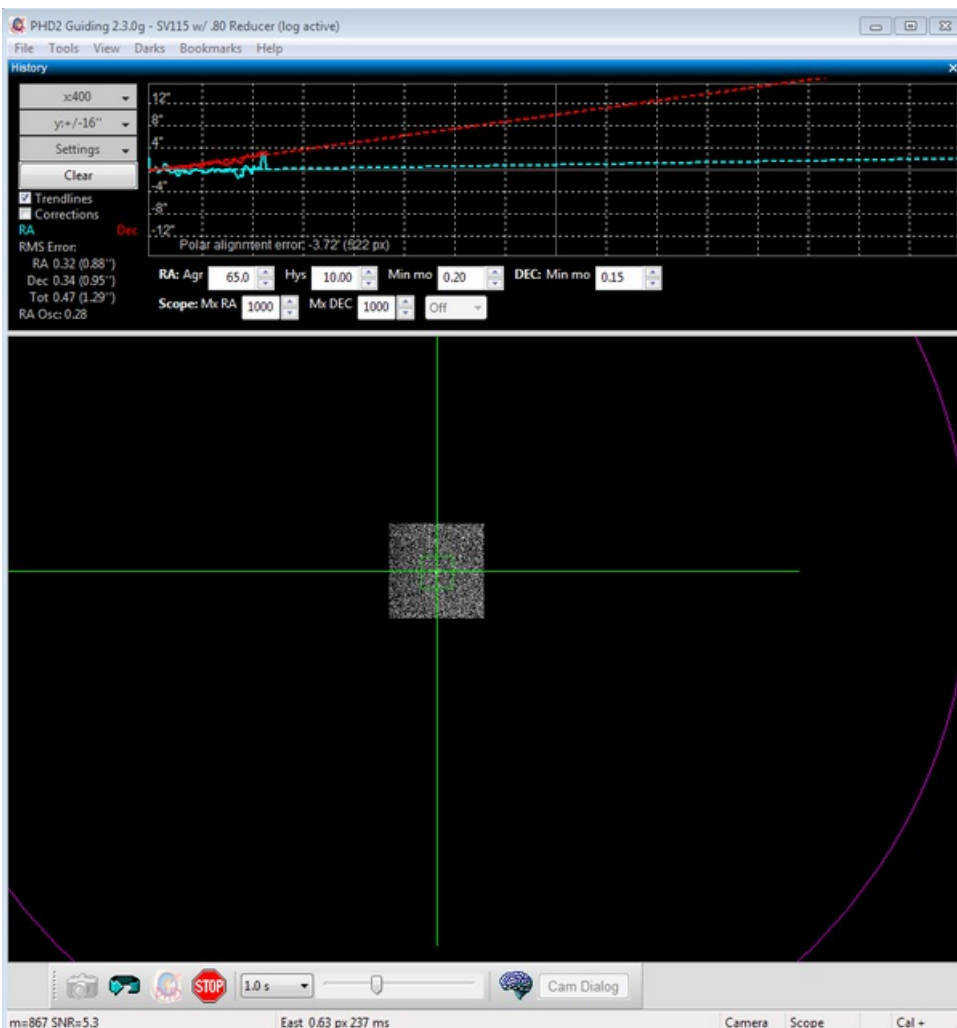 PHD2 Guiding 2.3.0g - SV115 w/ .80 Reducer (log active)
File Tools View Darks Bookmarks Help
History
x:400
y:+/-16"
Settings
Clear
Trendlines
Corrections
RA Dec
RMS Error:
RA 0.32 (0.88")
Dec 0.34 (0.95")
Tot 0.47 (1.29")
RA Osc: 0.28
12"
8"
4"
-4"
-8"
-12"
Polar alignment error: -3.72' (522 px)
RA: Agr 65.0 Hys 10.00 Min mo 0.20 DEC: Min mo 0.15
Scope: Mx RA 1000 Mx DEC 1000 Off
STOP 1.0 s Cam Dialog
m=867 SNR=5.3 East 0.63 px 237 ms Camera Scope Cal +